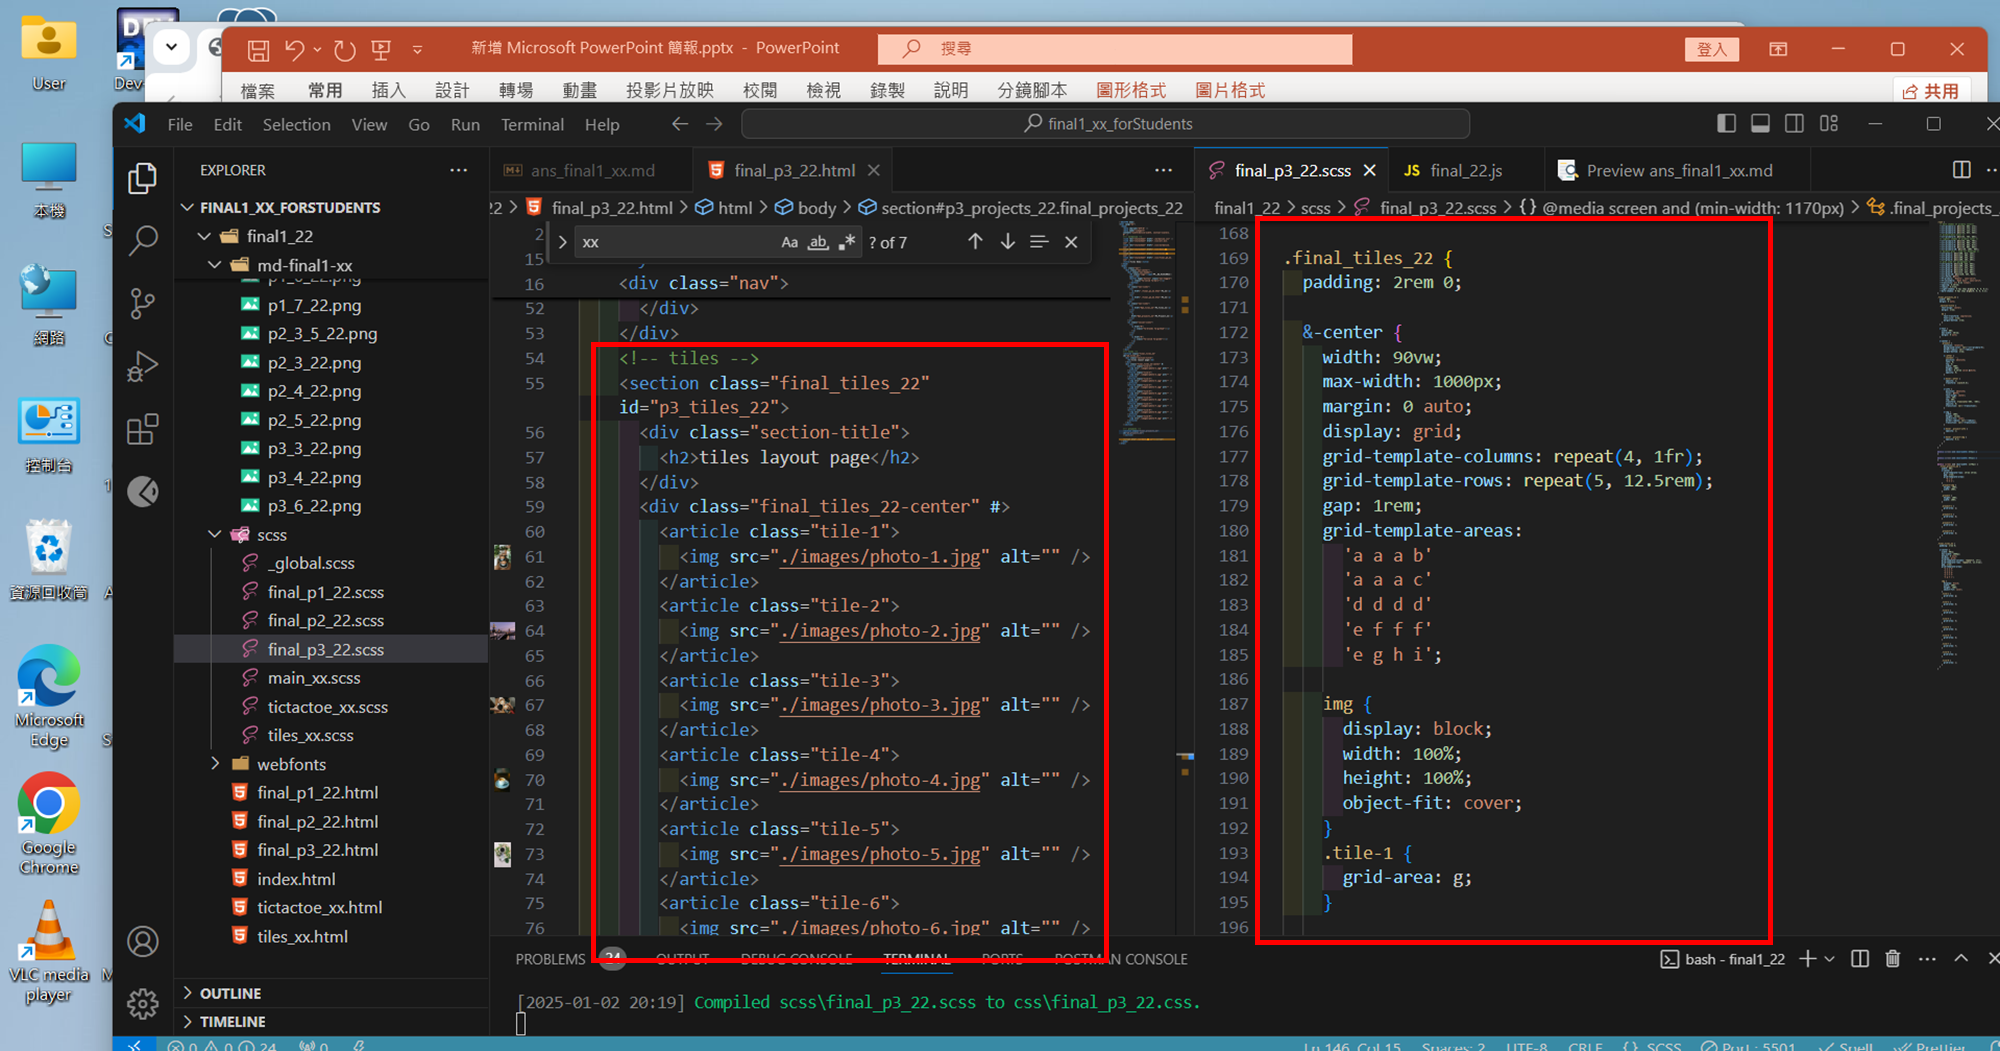 User
Dev-
本機
網路
控制台
資源回收筒
Microsoft
Edge
Google
Chrome
VLC media
player
新增 Microsoft PowerPoint 簡報.pptx - PowerPoint
搜尋
登入
檔案 常用 插入 設計 轉場 動畫 投影片放映 校閱 檢視 錄製 說明 分鏡腳本 圖形格式 圖片格式
共用
File Edit Selection View Go Run Terminal Help
final1_xx_forStudents
EXPLORER
FINAL1_XX_FORSTUDENTS
final1_22
md-final1-xx
p1_6_22.png
p1_7_22.png
p2_3_5_22.png
p2_3_22.png
p2_4_22.png
p2_5_22.png
p3_3_22.png
p3_4_22.png
p3_6_22.png
scss
_global.scss
final_p1_22.scss
final_p2_22.scss
final_p3_22.scss
main_xx.scss
tictactoe_xx.scss
tiles_xx.scss
webfonts
final_p1_22.html
final_p2_22.html
final_p3_22.html
index.html
tictactoe_xx.html
tiles_xx.html
OUTLINE
TIMELINE
ans_final1_xx.md
final_p3_22.html
22 > final_p3_22.html > html > body > section#p3_projects_22.final_projects_22
xx
Aa ab .* ? of 7
2
15
16 <div class="nav">
52 </div>
53 </div>
54 <!-- tiles -->
55 <section class="final_tiles_22"
id="p3_tiles_22">
56 <div class="section-title">
57 <h2>tiles layout page</h2>
58 </div>
59 <div class="final_tiles_22-center" #>
60 <article class="tile-1">
61 <img src="./images/photo-1.jpg" alt="" />
62 </article>
63 <article class="tile-2">
64 <img src="./images/photo-2.jpg" alt="" />
65 </article>
66 <article class="tile-3">
67 <img src="./images/photo-3.jpg" alt="" />
68 </article>
69 <article class="tile-4">
70 <img src="./images/photo-4.jpg" alt="" />
71 </article>
72 <article class="tile-5">
73 <img src="./images/photo-5.jpg" alt="" />
74 </article>
75 <article class="tile-6">
76 <img src="./images/photo-6.jpg" alt="" />
final_p3_22.scss
JS final_22.js
Preview ans_final1_xx.md
final1_22 > scss > final_p3_22.scss > {} @media screen and (min-width: 1170px) > .final_projects_
168
169 .final_tiles_22 {
170 padding: 2rem 0;
171
172 &-center {
173 width: 90vw;
174 max-width: 1000px;
175 margin: 0 auto;
176 display: grid;
177 grid-template-columns: repeat(4, 1fr);
178 grid-template-rows: repeat(5, 12.5rem);
179 gap: 1rem;
180 grid-template-areas:
181 'a a a b'
182 'a a a c'
183 'd d d d'
184 'e f f f'
185 'e g h i';
186
187 img {
188 display: block;
189 width: 100%;
190 height: 100%;
191 object-fit: cover;
192 }
193 .tile-1 {
194 grid-area: g;
195 }
196
PROBLEMS 24 OUTPUT DEBUG CONSOLE TERMINAL PORTS POSTMAN CONSOLE
bash - final1_22
[2025-01-02 20:19] Compiled scss\final_p3_22.scss to css\final_p3_22.css.
0 0 24 0
Ln 146, Col 15 Spaces: 2 UTF-8 CRLF {} SCSS Port : 5501 Spell Prettier